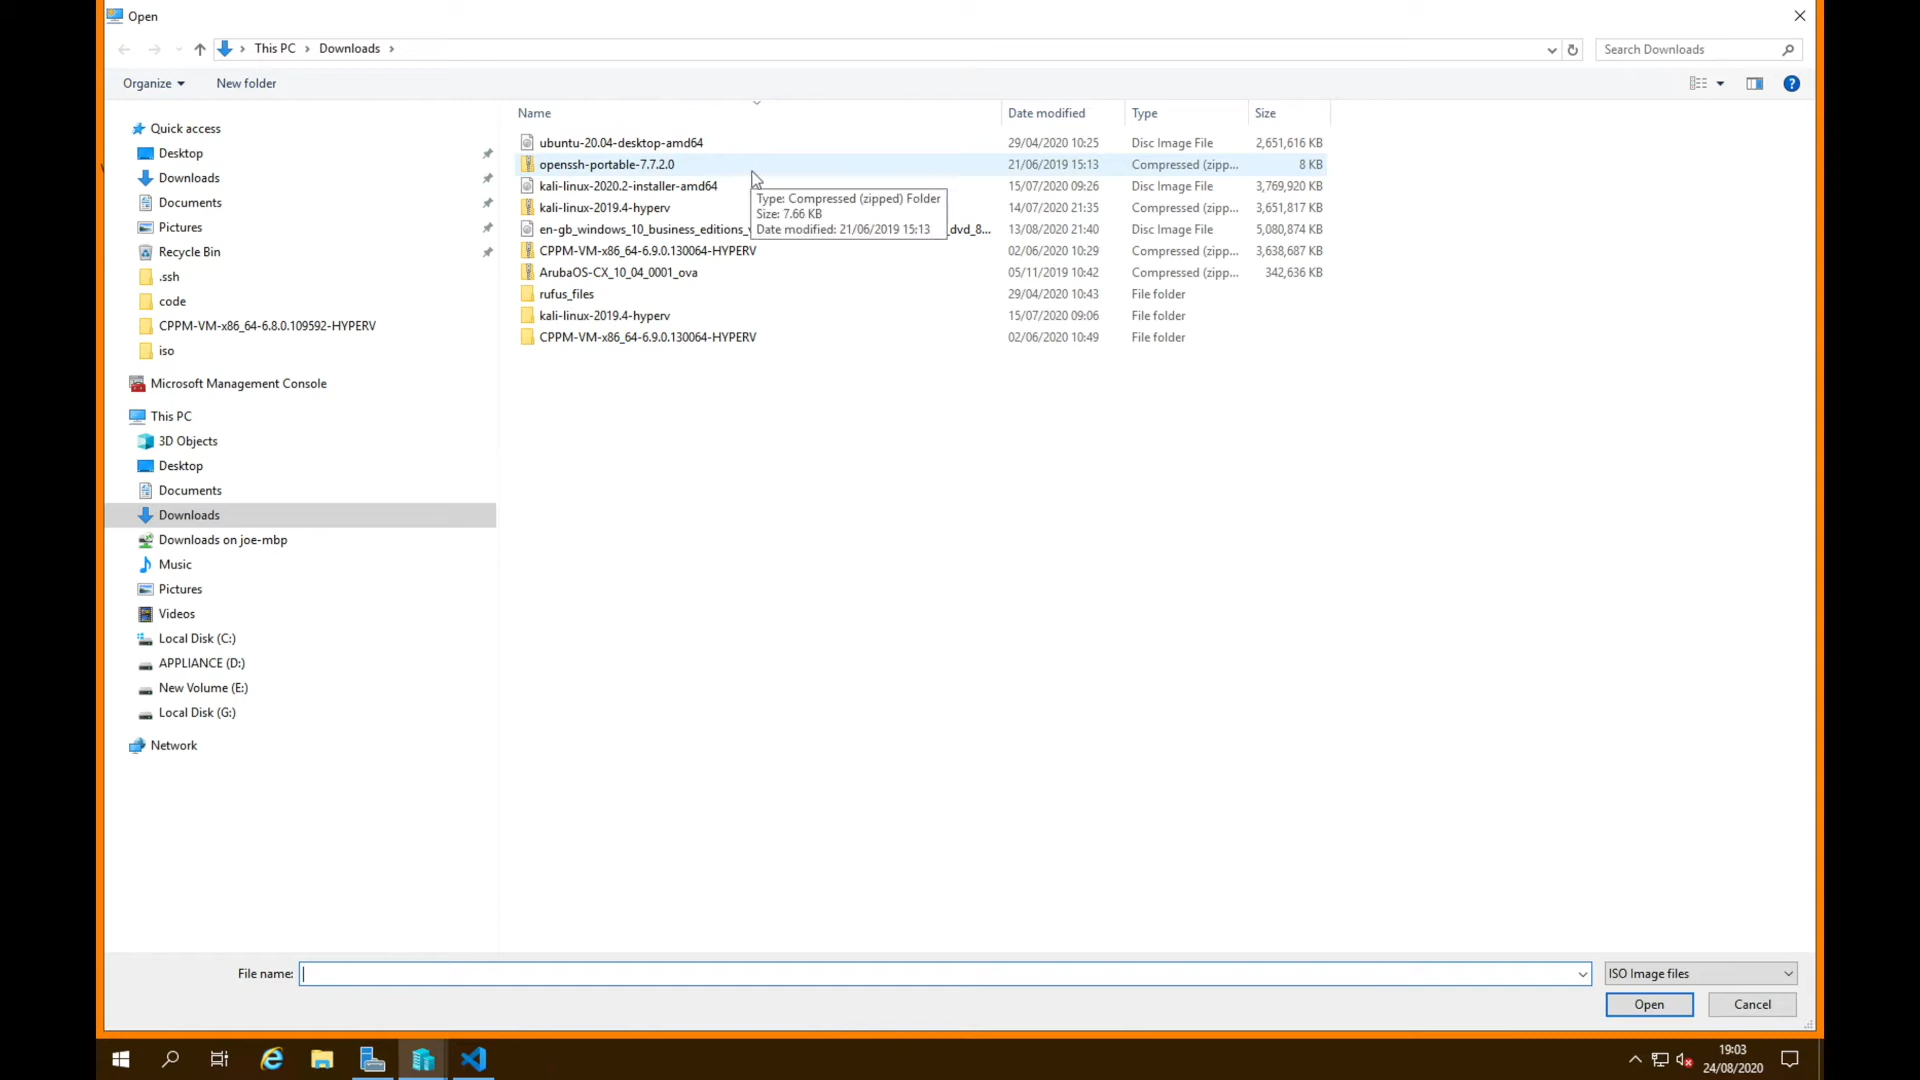 Open
This PC > Downloads >
Search Downloads
Organize
New folder
Name
Date modified
Type
Size
Quick access
Desktop
Downloads
Documents
Pictures
Recycle Bin
.ssh
code
CPPM-VM-x86_64-6.8.0.109592-HYPERV
iso
Microsoft Management Console
This PC
3D Objects
Desktop
Documents
Downloads
Downloads on joe-mbp
Music
Pictures
Videos
Local Disk (C:)
APPLIANCE (D:)
New Volume (E:)
Local Disk (G:)
Network
ubuntu-20.04-desktop-amd64 29/04/2020 10:25 Disc Image File 2,651,616 KB
openssh-portable-7.7.2.0 21/06/2019 15:13 Compressed (zipp... 8 KB
kali-linux-2020.2-installer-amd64 15/07/2020 09:26 Disc Image File 3,769,920 KB
kali-linux-2019.4-hyperv 14/07/2020 21:35 Compressed (zipp... 3,651,817 KB
en-gb_windows_10_business_editions_ _dvd_8... 13/08/2020 21:40 Disc Image File 5,080,874 KB
CPPM-VM-x86_64-6.9.0.130064-HYPERV 02/06/2020 10:29 Compressed (zipp... 3,638,687 KB
ArubaOS-CX_10_04_0001_ova 05/11/2019 10:42 Compressed (zipp... 342,636 KB
rufus_files 29/04/2020 10:43 File folder
kali-linux-2019.4-hyperv 15/07/2020 09:06 File folder
CPPM-VM-x86_64-6.9.0.130064-HYPERV 02/06/2020 10:49 File folder
Type: Compressed (zipped) Folder
Size: 7.66 KB
Date modified: 21/06/2019 15:13
File name:
ISO Image files
Open
Cancel
19:03
24/08/2020